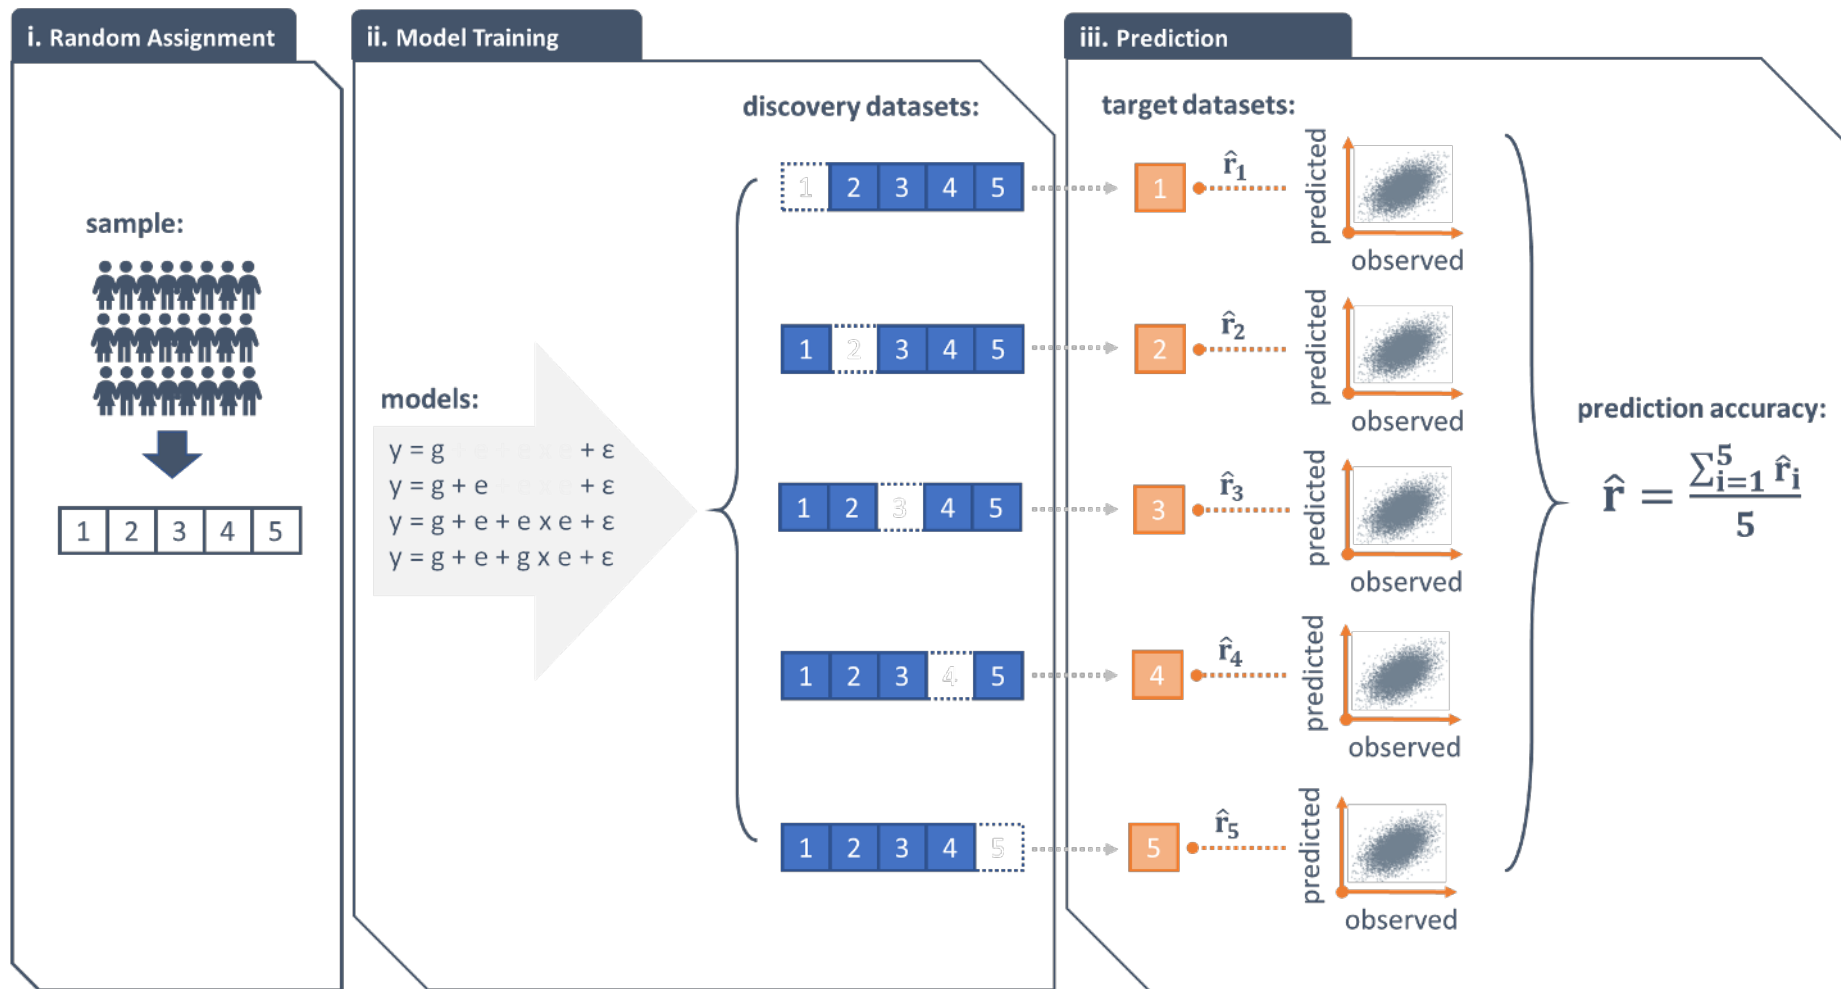 i. Random Assignment
sample:
1 2 3 4 5
ii. Model Training
models:
y = g + ε
y = g + e + ε
y = g + e + e x e + ε
y = g + e + g x e + ε
discovery datasets:
1 2 3 4 5
1 2 3 4 5
1 2 3 4 5
1 2 3 4 5
1 2 3 4 5
iii. Prediction
target datasets:
1 r̂₁ predicted
observed
2 r̂₂ predicted
observed
3 r̂₃ predicted
observed
4 r̂₄ predicted
observed
5 r̂₅ predicted
observed
prediction accuracy:
r̂ = ∑⁵ᵢ₌₁ r̂ᵢ / 5